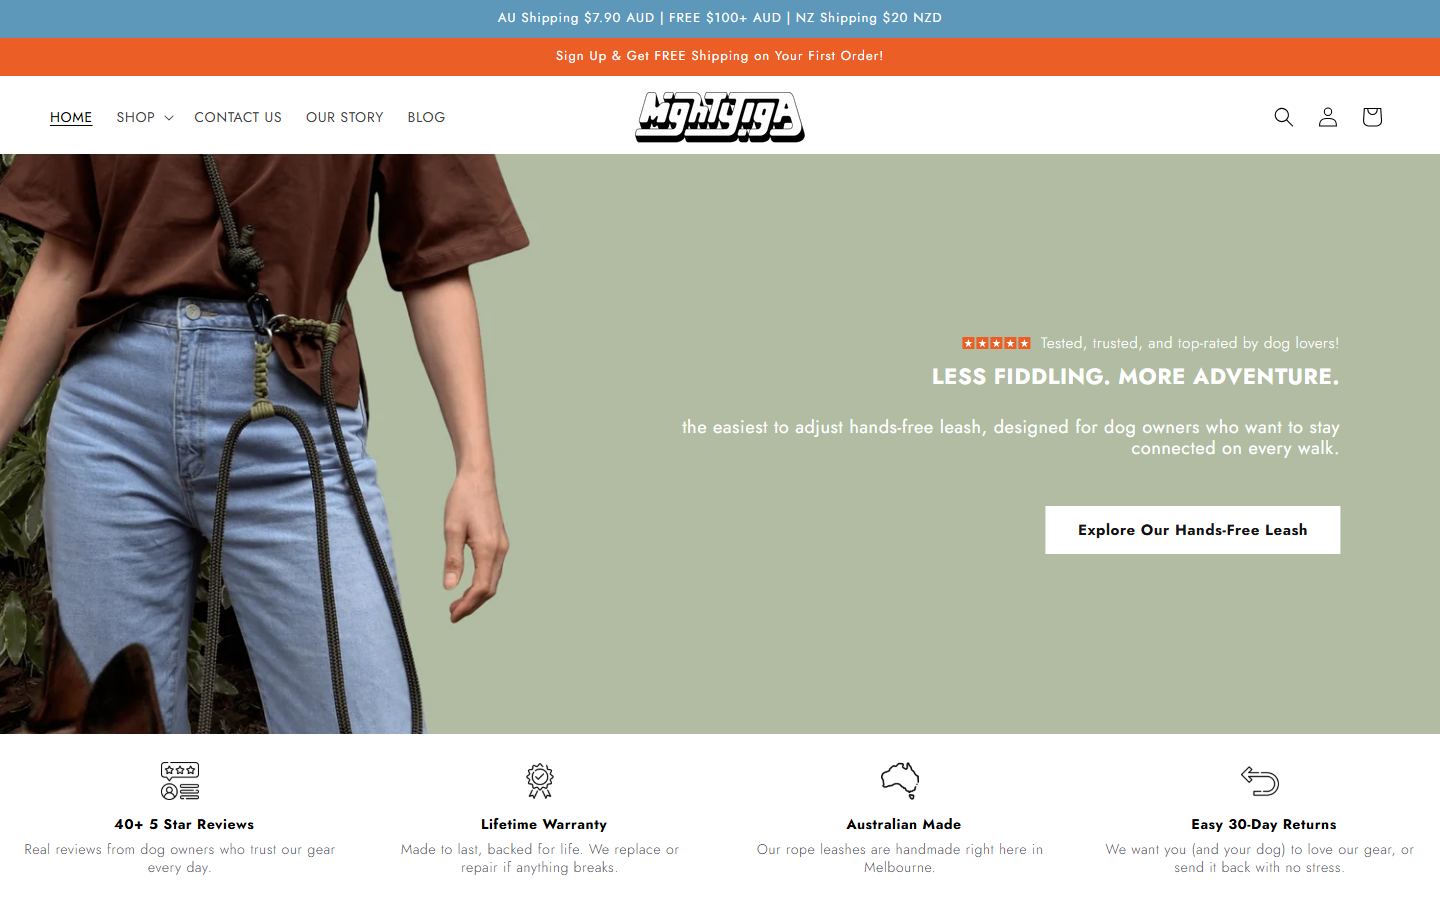 AU Shipping $7.90 AUD | FREE $100+ AUD | NZ Shipping $20 NZD
Sign Up & Get FREE Shipping on Your First Order!
HOME SHOP CONTACT US OUR STORY BLOG
MightyJigA
Tested, trusted, and top-rated by dog lovers!
LESS FIDDLING. MORE ADVENTURE.
the easiest to adjust hands-free leash, designed for dog owners who want to stay
connected on every walk.
Explore Our Hands-Free Leash
40+ 5 Star Reviews
Real reviews from dog owners who trust our gear
every day.
Lifetime Warranty
Made to last, backed for life. We replace or
repair if anything breaks.
Australian Made
Our rope leashes are handmade right here in
Melbourne.
Easy 30-Day Returns
We want you (and your dog) to love our gear, or
send it back with no stress.